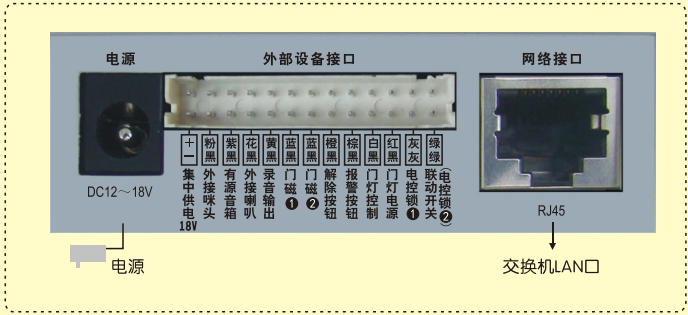 电源 外部设备接口 网络接口
+ 粉 紫 花 黄 蓝 蓝 橙 棕 白 红 灰 绿
- 黑 黑 黑 黑 黑 黑 黑 黑 黑 黑 灰 绿
集中供电18V
外接咪头
有源音箱
外接喇叭
录音输出
门磁❶
门磁❷
解除按钮
报警按钮
门灯控制
门灯电源
电控锁❶
联动开关
(电控锁❷)
DC12~18V
RJ45
电源
交换机LAN口